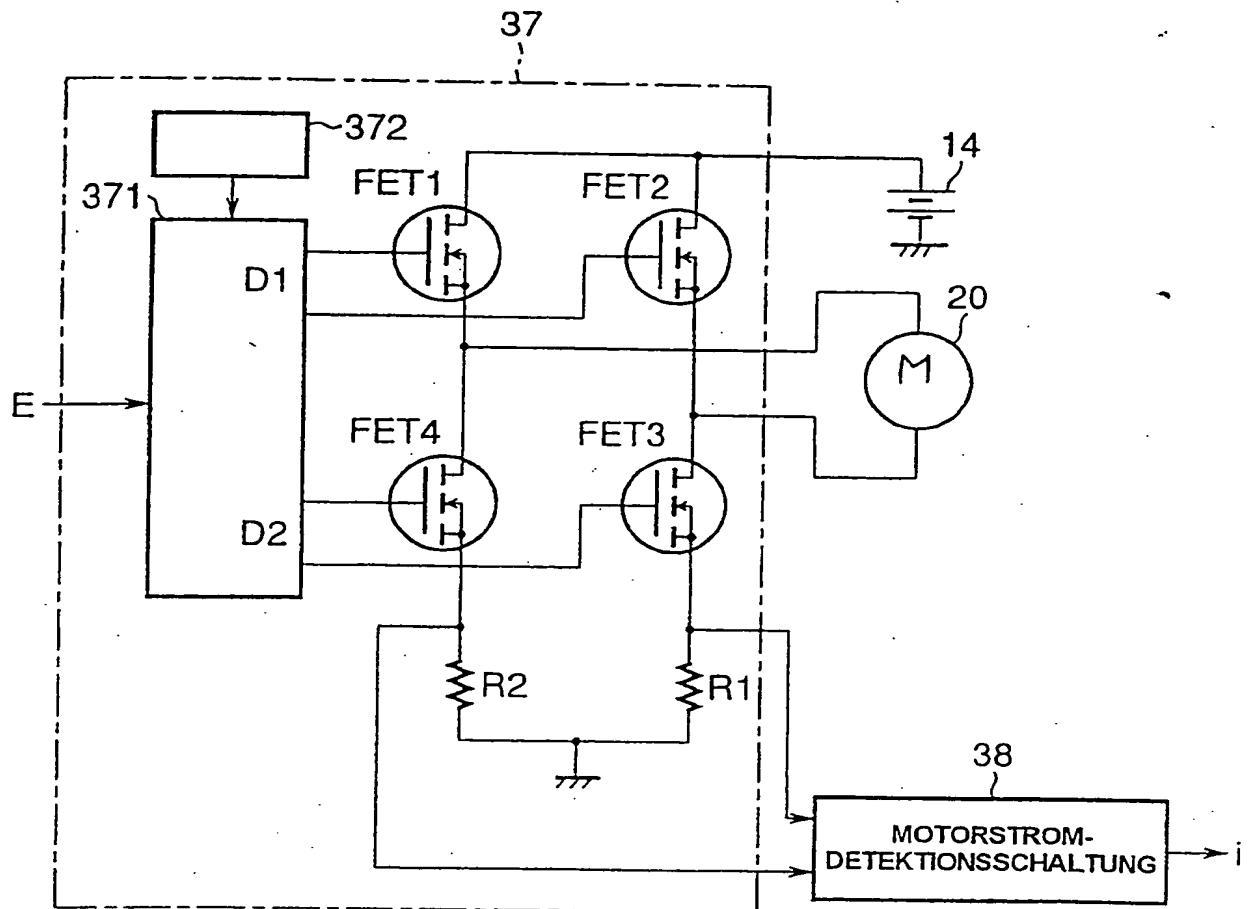 37
372
14
FET1
FET2
371
D1
20
M
E
FET4
FET3
D2
R2
R1
38
MOTORSTROM-
DETEKTIONSSCHALTUNG
i